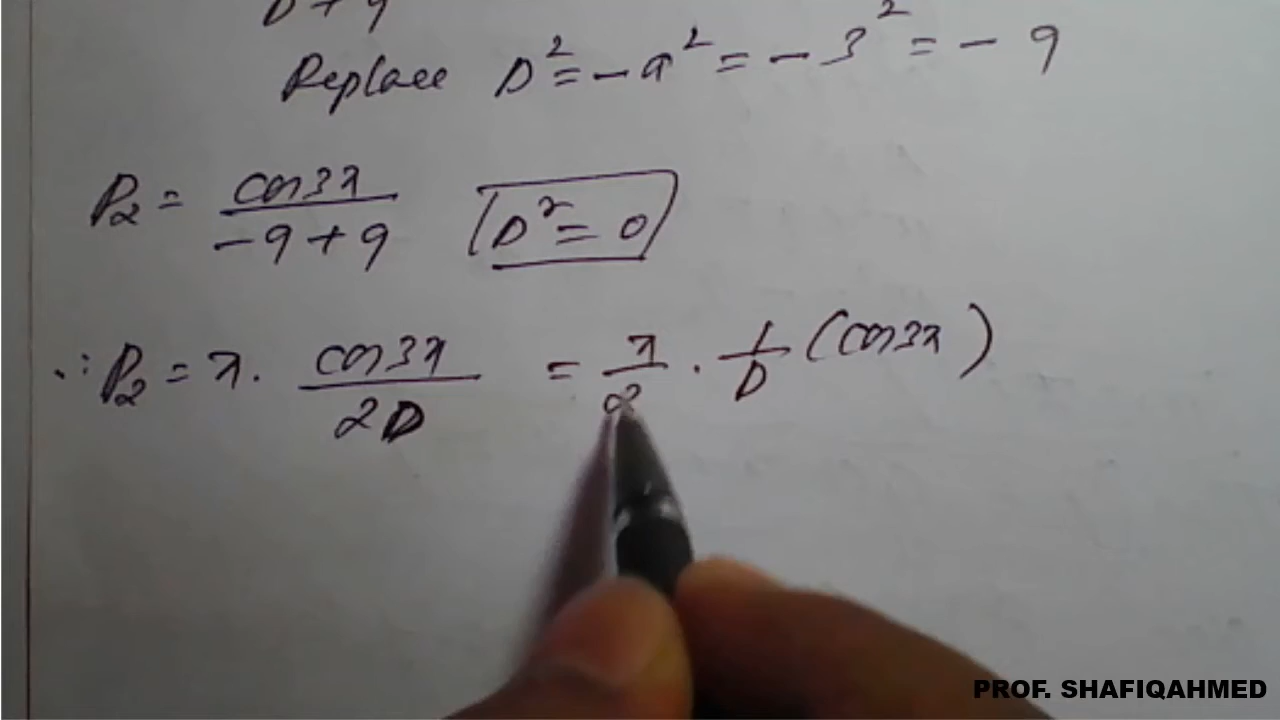 D + 9
Replace D² = -a² = -3² = -9
P₂ = cos3x / -9+9 D² = 0
∴ P₂ = x . cos3x / 2D = x/2 . 1/D (cos3x)
PROF. SHAFIQAHMED